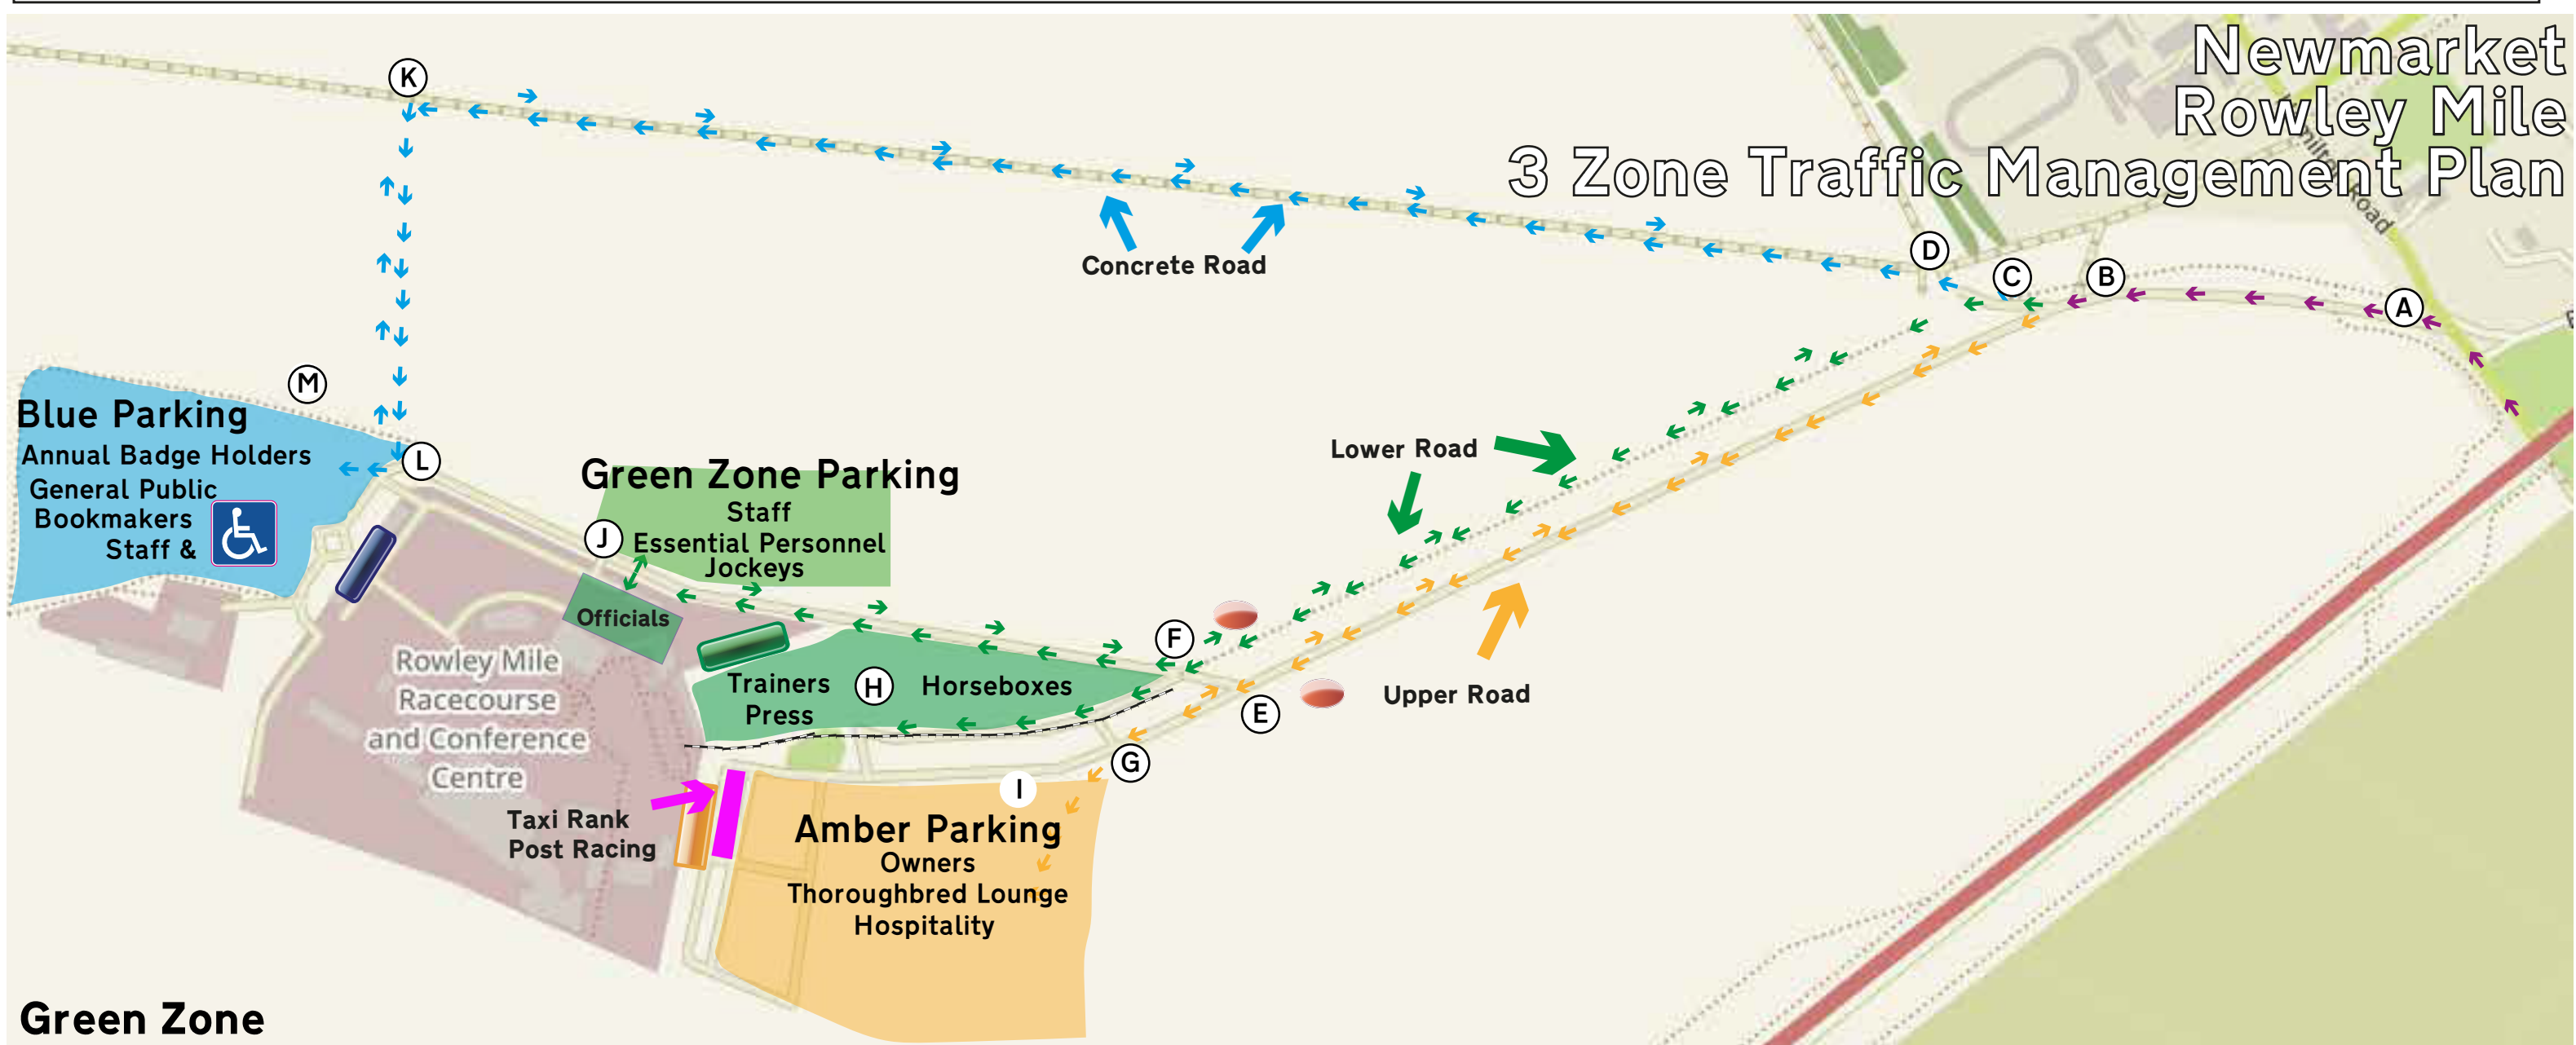 Newmarket
Rowley Mile
3 Zone Traffic Management Plan
K
Concrete Road
D
C
B
A
M
Blue Parking
Annual Badge Holders
General Public
Bookmakers
Staff &
L
Lower Road
Green Zone Parking
Staff
Essential Personnel
Jockeys
J
Officials
F
Trainers
Press
H
Horseboxes
E
Upper Road
G
I
Rowley Mile
Racecourse
and Conference
Centre
Taxi Rank
Post Racing
Amber Parking
Owners
Thoroughbred Lounge
Hospitality
Green Zone